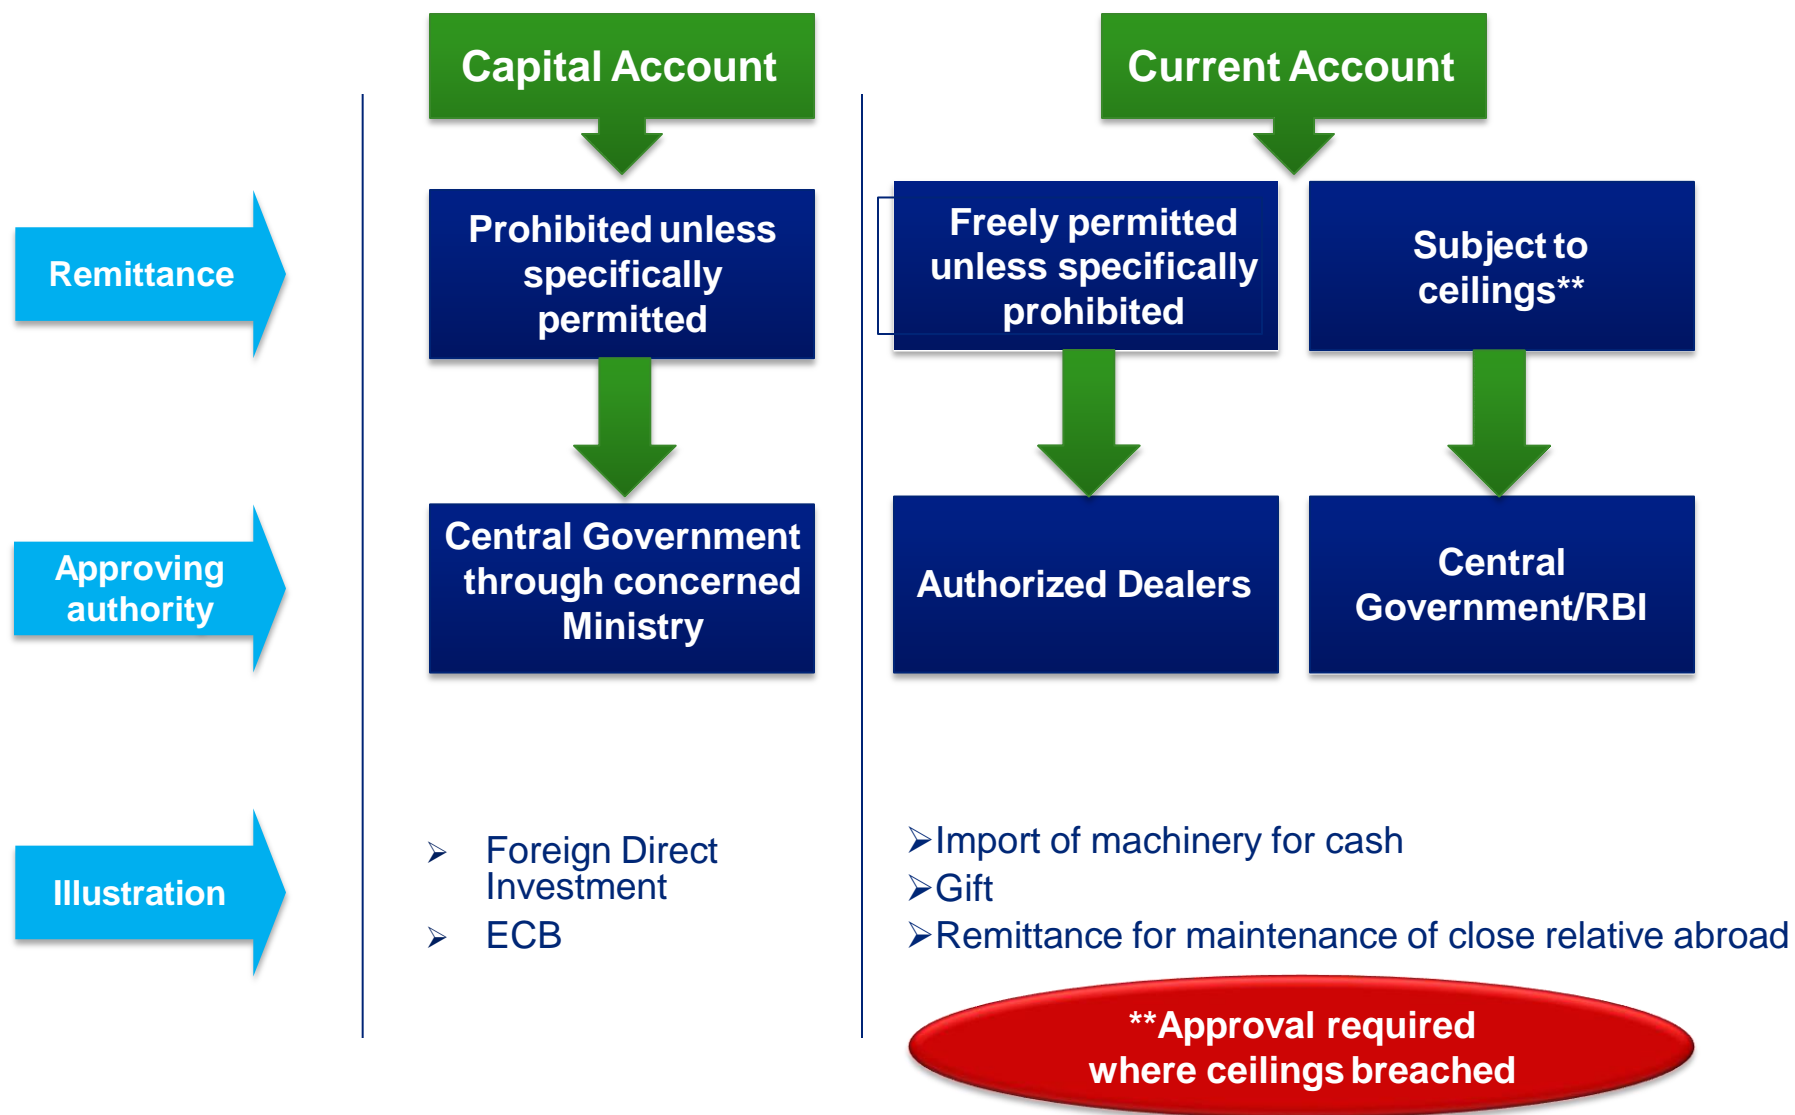 Capital Account
Current Account
Remittance
Prohibited unless
specifically
permitted
Freely permitted
unless specifically
prohibited
Subject to
ceilings**
Approving
authority
Central Government
through concerned
Ministry
Authorized Dealers
Central
Government/RBI
Illustration
➢ Foreign Direct
Investment
➢ ECB
➢Import of machinery for cash
➢Gift
➢Remittance for maintenance of close relative abroad
**Approval required
where ceilings breached